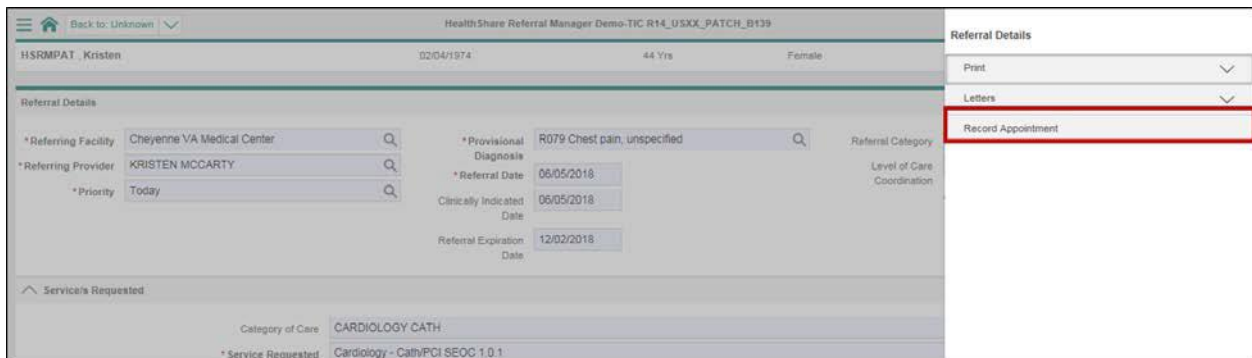 Back to: Unknown
HealthShare Referral Manager Demo-TIC R14_USXX_PATCH_B139
HSRMPAT , Kristen 02/04/1974 44 Yrs Female
Referral Details
*Referring Facility Cheyenne VA Medical Center
*Referring Provider KRISTEN MCCARTY
*Priority Today
*Provisional Diagnosis R079 Chest pain, unspecified
*Referral Date 06/05/2018
Clinically Indicated Date 06/05/2018
Referral Expiration Date 12/02/2018
Referral Category
Level of Care Coordination
Service/s Requested
Category of Care CARDIOLOGY CATH
* Service Requested Cardiology - Cath/PCI SEOC 1.0.1
Referral Details
Print
Letters
Record Appointment